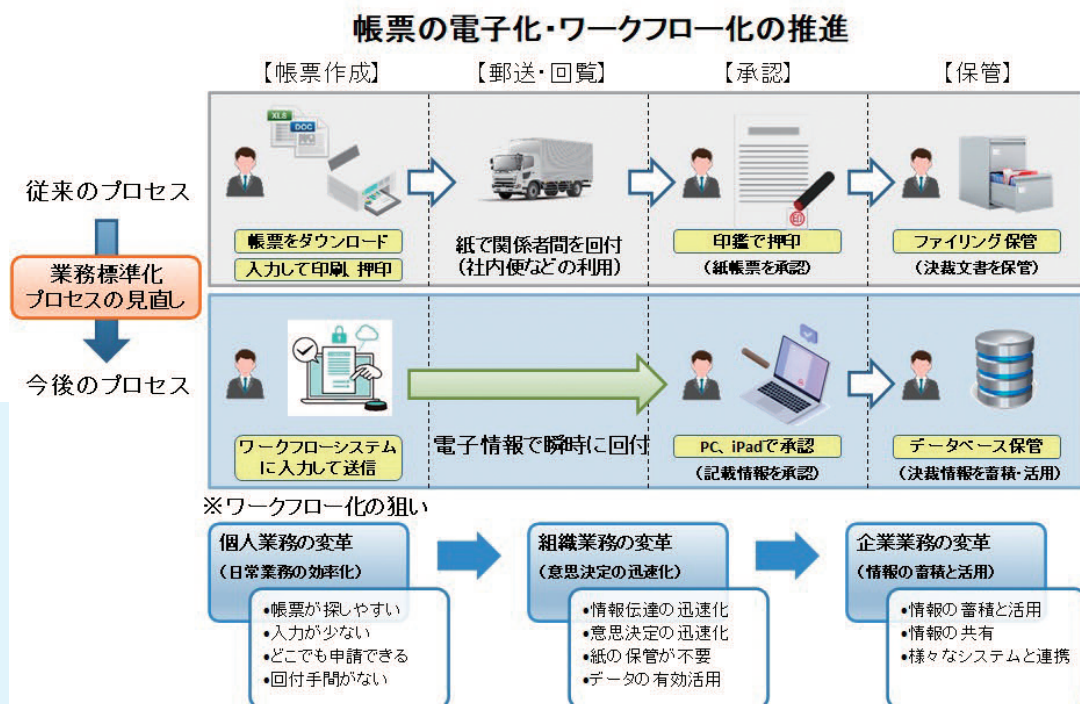 帳票の電子化・ワークフロー化の推進
【帳票作成】
【郵送・回覧】
【承認】
【保管】
従来のプロセス
XLS
DOC
帳票をダウンロード
入力して印刷、押印
紙で関係者間を回付
(社内便などの利用)
印
印鑑で押印
(紙帳票を承認)
ファイリング保管
(決裁文書を保管)
業務標準化
プロセスの見直し
今後のプロセス
ワークフローシステム
に入力して送信
電子情報で瞬時に回付
PC、iPadで承認
(記載情報を承認)
データベース保管
(決裁情報を蓄積・活用)
※ワークフロー化の狙い
個人業務の変革
(日常業務の効率化)
•帳票が探しやすい
•入力が少ない
•どこでも申請できる
•回付手間がない
組織業務の変革
(意思決定の迅速化)
•情報伝達の迅速化
•意思決定の迅速化
•紙の保管が不要
•データの有効活用
企業業務の変革
(情報の蓄積と活用)
•情報の蓄積と活用
•情報の共有
•様々なシステムと連携